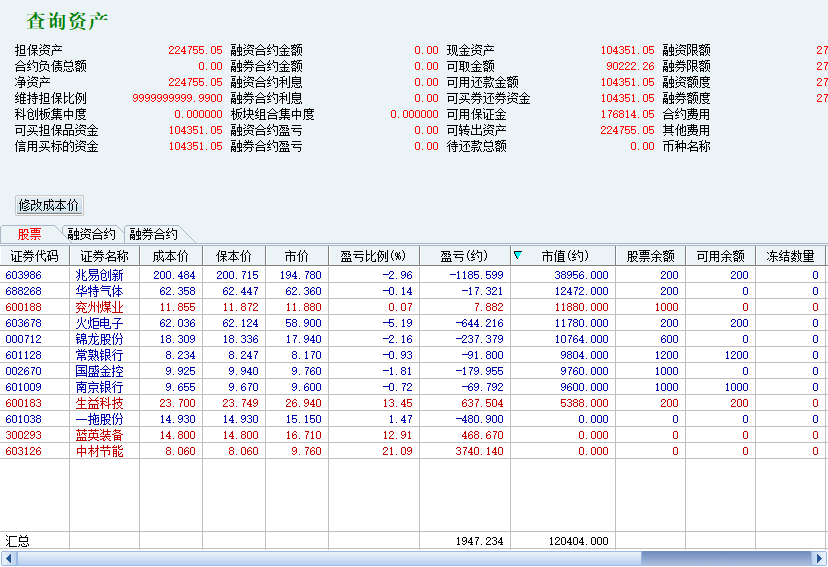 查询资产
担保资产 224755.05 融资合约金额 0.00 现金资产 104351.05 融资限额 27
合约负债总额 0.00 融券合约金额 0.00 可取金额 90222.26 融券限额 27
净资产 224755.05 融资合约利息 0.00 可用还款金额 104351.05 融资额度 27
维持担保比例 9999999999.9900 融券合约利息 0.00 可买券还券资金 104351.05 融券额度 27
科创板集中度 0.000000 板块组合集中度 0.000000 可用保证金 176814.05 合约费用
可买担保品资金 104351.05 融资合约盈亏 0.00 可转出资产 224755.05 其他费用
信用买标的资金 104351.05 融券合约盈亏 0.00 待还款总额 0.00 币种名称
修改成本价
股票 融资合约 融券合约
证券代码 证券名称 成本价 保本价 市价 盈亏比例(%) 盈亏(约) 市值(约) 股票余额 可用余额 冻结数量
603986 兆易创新 200.484 200.715 194.780 -2.96 -1185.599 38956.000 200 200 0
688268 华特气体 62.358 62.447 62.360 -0.14 -17.321 12472.000 200 0 0
600188 兖州煤业 11.855 11.872 11.880 0.07 7.882 11880.000 1000 0 0
603678 火炬电子 62.036 62.124 58.900 -5.19 -644.216 11780.000 200 200 0
000712 锦龙股份 18.309 18.336 17.940 -2.16 -237.379 10764.000 600 0 0
601128 常熟银行 8.234 8.247 8.170 -0.93 -91.800 9804.000 1200 1200 0
002670 国盛金控 9.925 9.940 9.760 -1.81 -179.955 9760.000 1000 0 0
601009 南京银行 9.655 9.670 9.600 -0.72 -69.792 9600.000 1000 1000 0
600183 生益科技 23.700 23.749 26.940 13.45 637.504 5388.000 200 200 0
601038 一拖股份 14.930 14.930 15.150 1.47 -480.900 0.000 0 0 0
300293 蓝英装备 14.800 14.800 16.710 12.91 468.670 0.000 0 0 0
603126 中材节能 8.060 8.060 9.760 21.09 3740.140 0.000 0 0 0
汇总 1947.234 120404.000